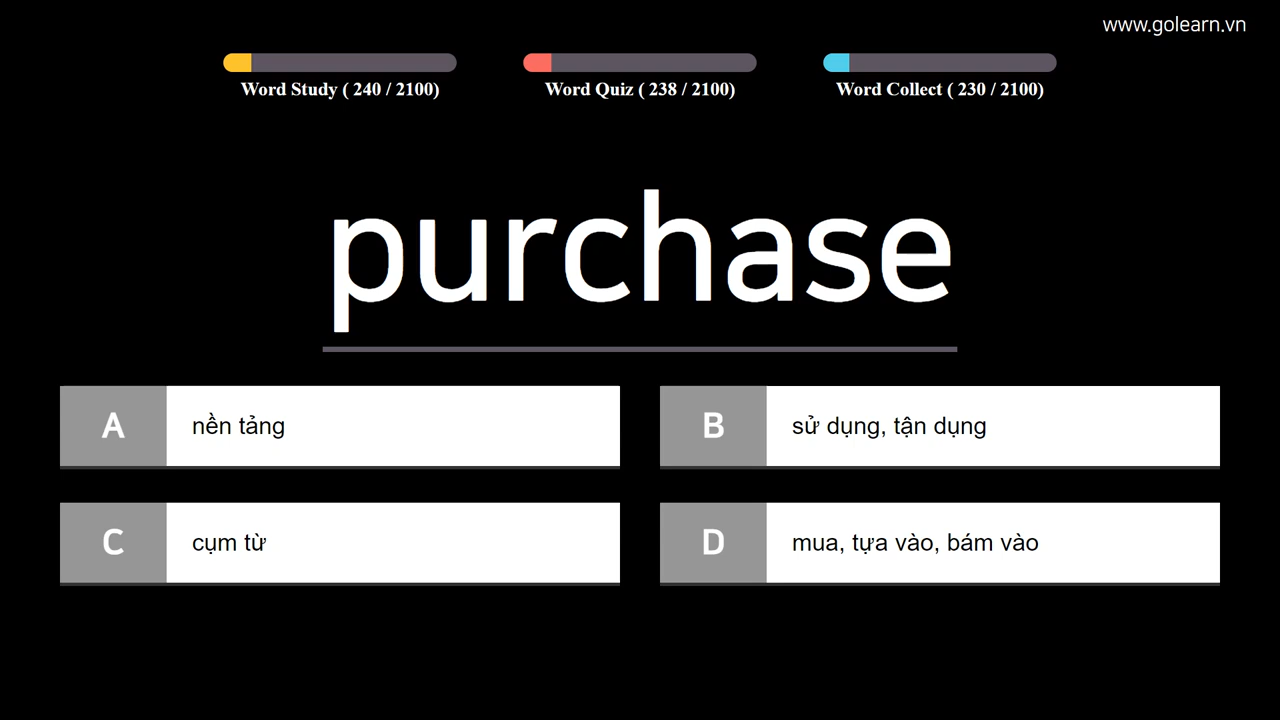 www.golearn.vn
Word Study ( 240 / 2100)
Word Quiz ( 238 / 2100)
Word Collect ( 230 / 2100)
purchase
A nền tảng
B sử dụng, tận dụng
C cụm từ
D mua, tựa vào, bám vào